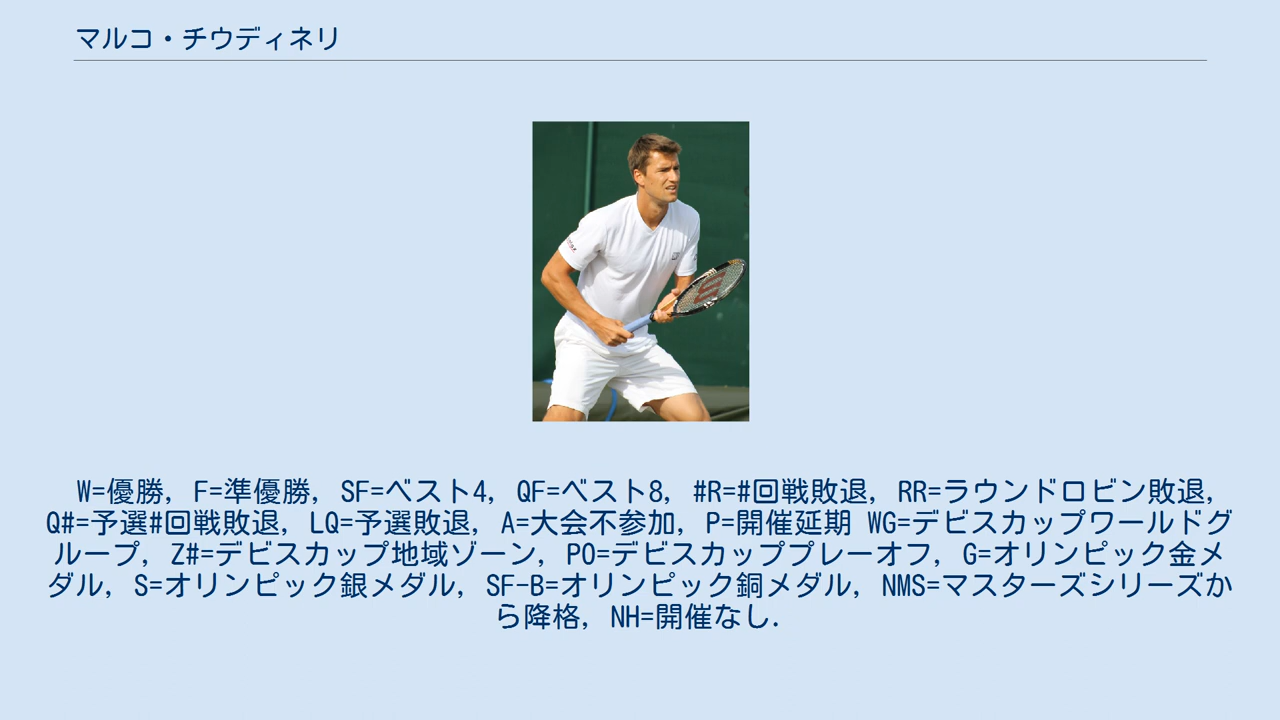 マルコ・チウディネリ
W=優勝, F=準優勝, SF=ベスト4, QF=ベスト8, #R=#回戦敗退, RR=ラウンドロビン敗退,
Q#=予選#回戦敗退, LQ=予選敗退, A=大会不参加, P=開催延期 WG=デビスカップワールドグ
ループ, Z#=デビスカップ地域ゾーン, PO=デビスカッププレーオフ, G=オリンピック金メ
ダル, S=オリンピック銀メダル, SF-B=オリンピック銅メダル, NMS=マスターズシリーズか
ら降格, NH=開催なし.